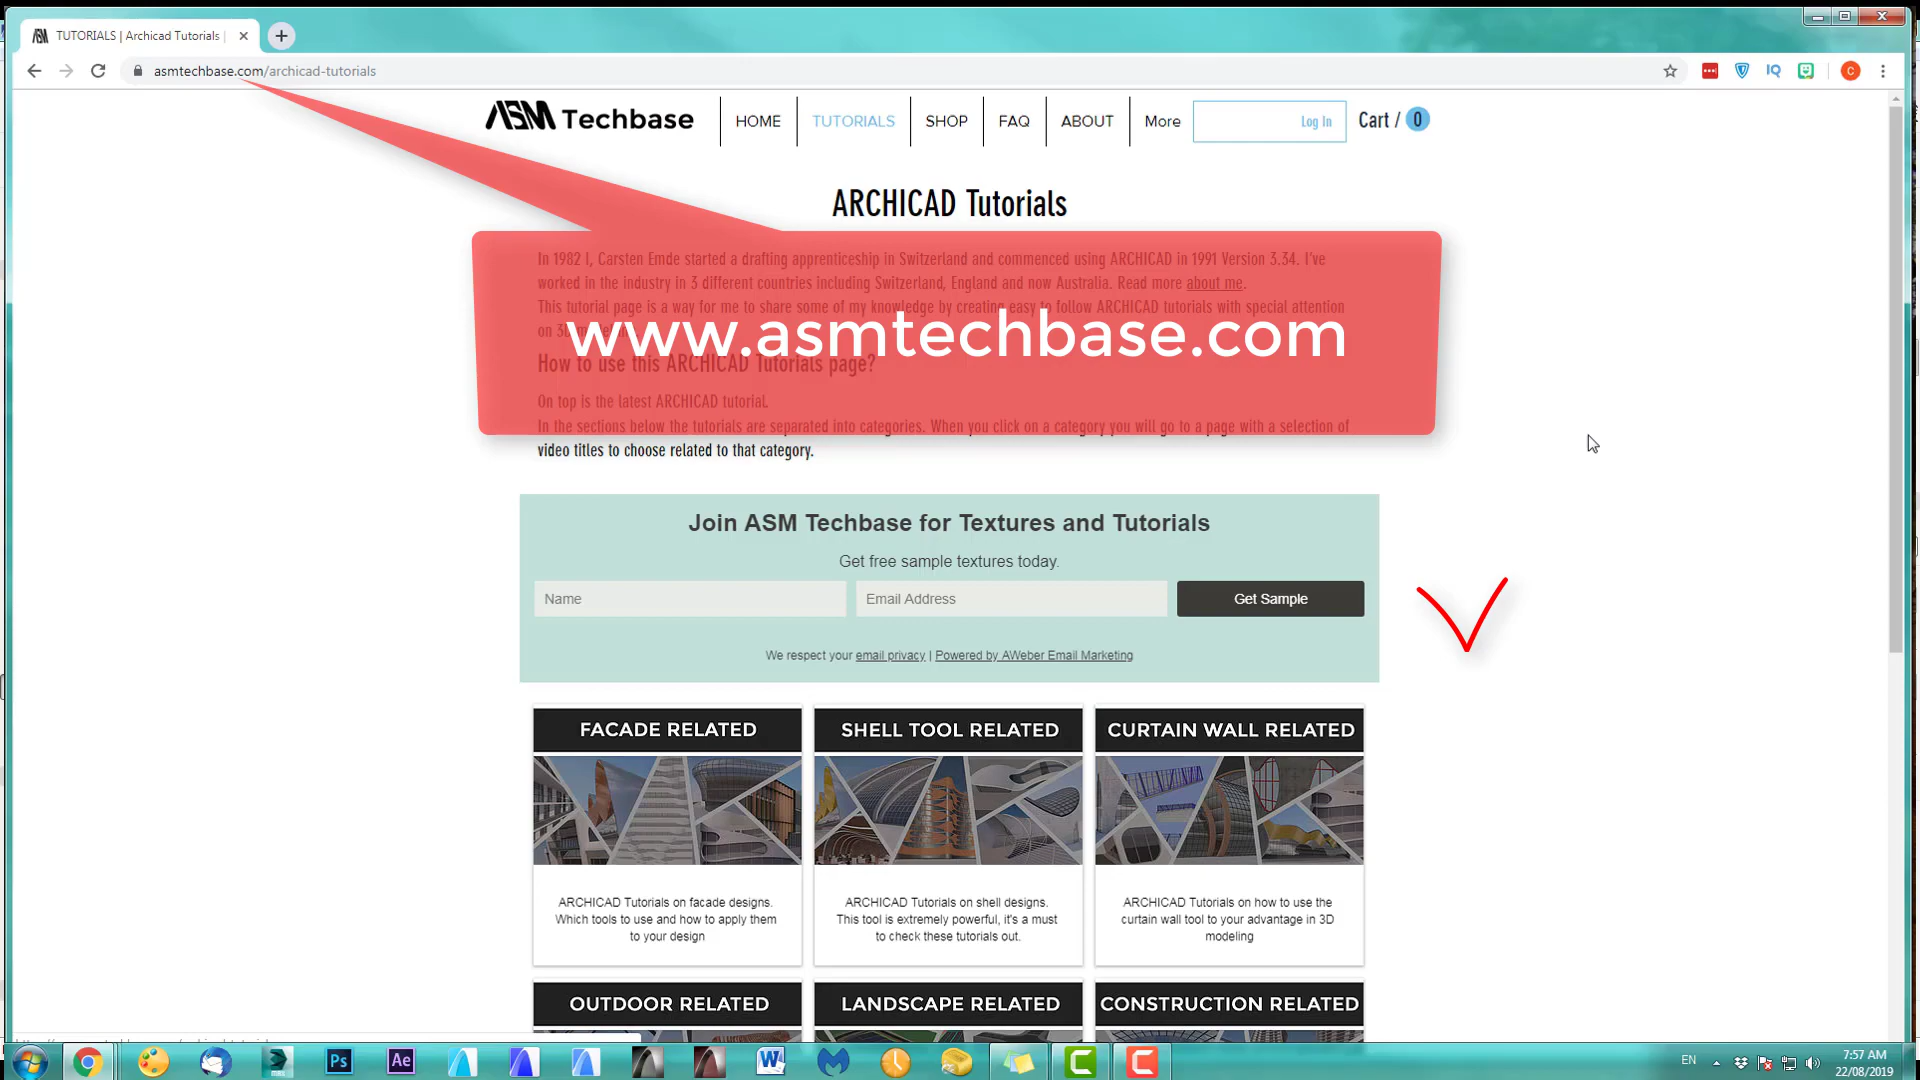 TUTORIALS | Archicad Tutorials |
asmtechbase.com/archicad-tutorials
ASM Techbase
HOME
TUTORIALS
SHOP
FAQ
ABOUT
More
Log In
Cart / 0
ARCHICAD Tutorials
In 1982 I, Carsten Emde started a drafting apprenticeship in Switzerland and commenced using ARCHICAD in 1991 Version 3.34. I've
worked in the industry in 3 different countries including Switzerland, England and now Australia. Read more about me.
This tutorial page is a way for me to share some of my knowledge by creating easy to follow ARCHICAD tutorials with special attention
on
www.asmtechbase.com
How to use this ARCHICAD Tutorials page?
On top is the latest ARCHICAD tutorial.
In the sections below the tutorials are separated into categories. When you click on a category you will go to a page with a selection of
video titles to choose related to that category.
Join ASM Techbase for Textures and Tutorials
Get free sample textures today.
Name
Email Address
Get Sample
We respect your email privacy | Powered by AWeber Email Marketing
FACADE RELATED
SHELL TOOL RELATED
CURTAIN WALL RELATED
ARCHICAD Tutorials on facade designs.
Which tools to use and how to apply them
to your design
ARCHICAD Tutorials on shell designs.
This tool is extremely powerful, it's a must
to check these tutorials out.
ARCHICAD Tutorials on how to use the
curtain wall tool to your advantage in 3D
modeling
OUTDOOR RELATED
LANDSCAPE RELATED
CONSTRUCTION RELATED
Ps
Ae
W
EN
7:57 AM
22/08/2019